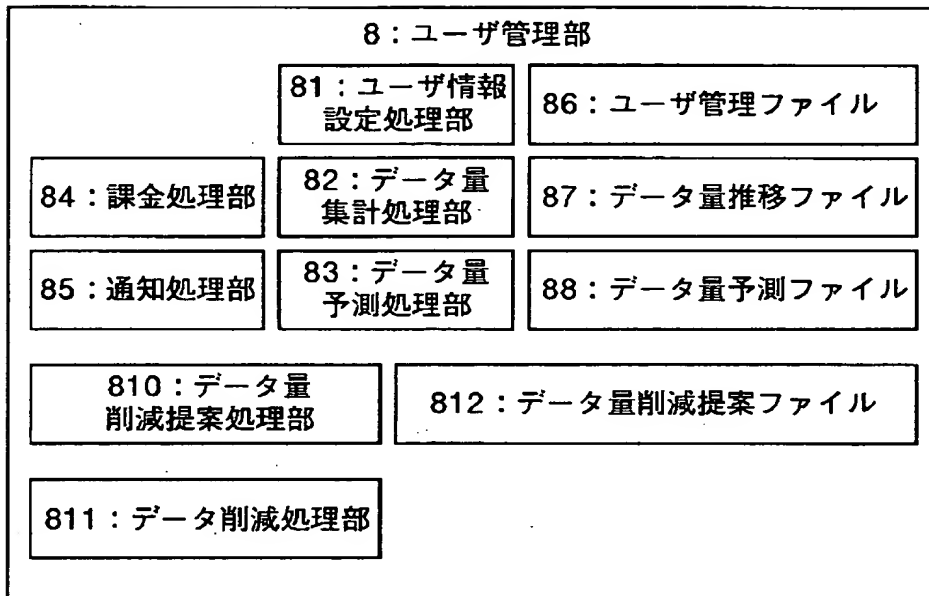 8：ユーザ管理部
81：ユーザ情報
設定処理部
86：ユーザ管理ファイル
84：課金処理部
82：データ量
集計処理部
87：データ量推移ファイル
85：通知処理部
83：データ量
予測処理部
88：データ量予測ファイル
810：データ量
削減提案処理部
812：データ量削減提案ファイル
811：データ削減処理部